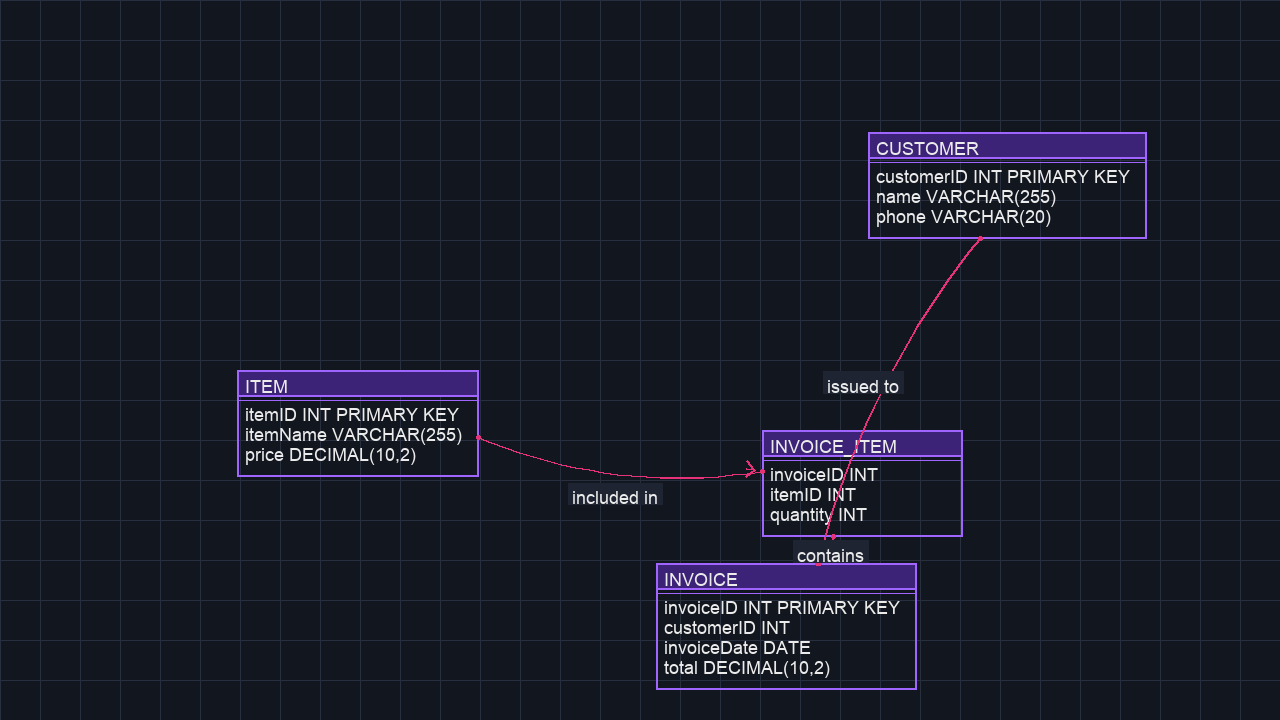 CUSTOMER
customerID INT PRIMARY KEY
name VARCHAR(255)
phone VARCHAR(20)
issued to
ITEM
itemID INT PRIMARY KEY
itemName VARCHAR(255)
price DECIMAL(10,2)
included in
INVOICE_ITEM
invoiceID INT
itemID INT
quantity INT
contains
INVOICE
invoiceID INT PRIMARY KEY
customerID INT
invoiceDate DATE
total DECIMAL(10,2)